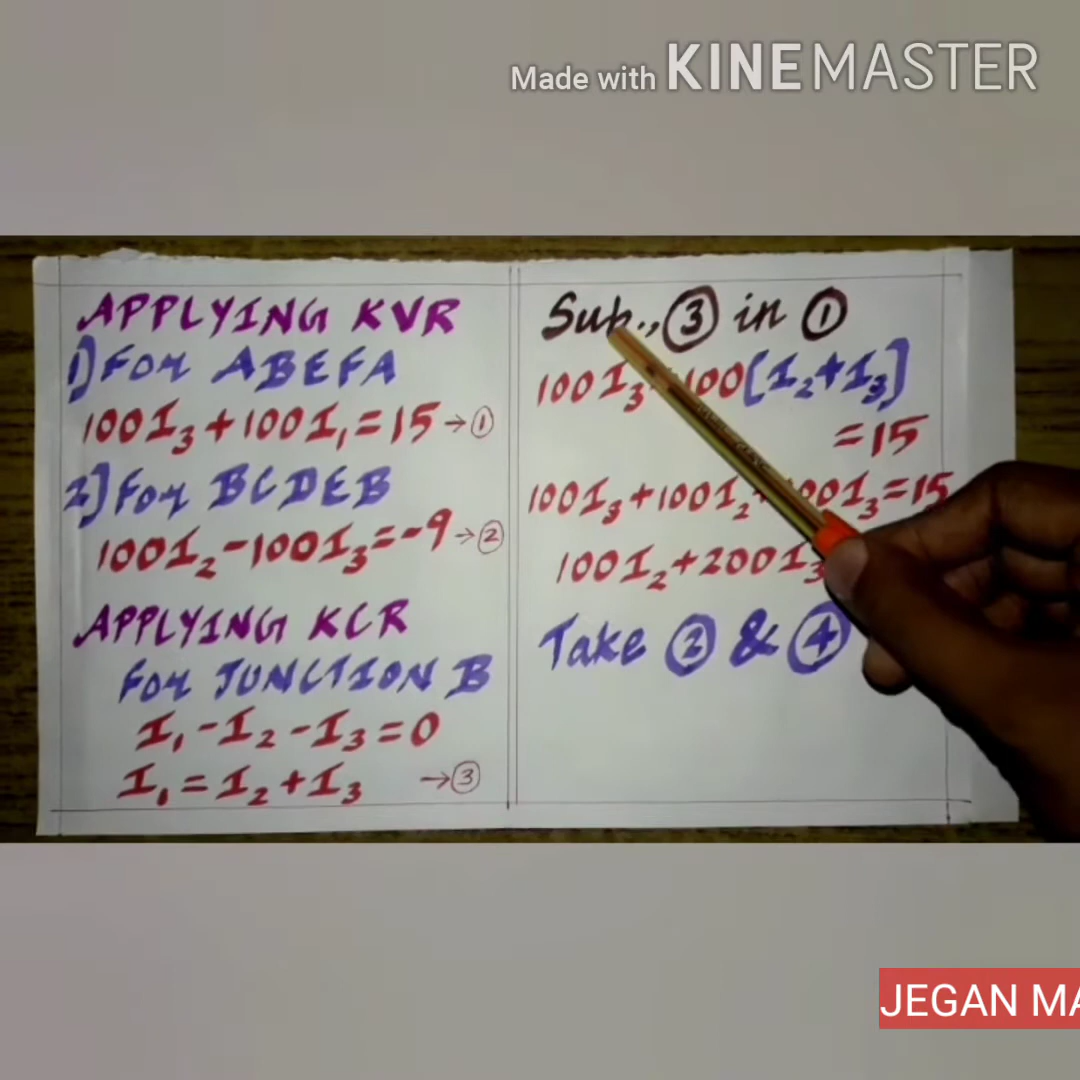 Made with KINEMASTER
APPLYING KVR
1) For ABEFA
100I₃ + 100I₁ = 15 → ①
2) For BCDEB
100I₂ - 100I₃ = -9 → ②
APPLYING KCR
For JUNCTION B
I₁ - I₂ - I₃ = 0
I₁ = I₂ + I₃ → ③
Sub., ③ in ①
100I₃ 100(I₂+I₃)
= 15
100I₃ + 100I₂ 00I₃ = 15
100I₂ + 200I₃
Take ② & ④
JEGAN MA